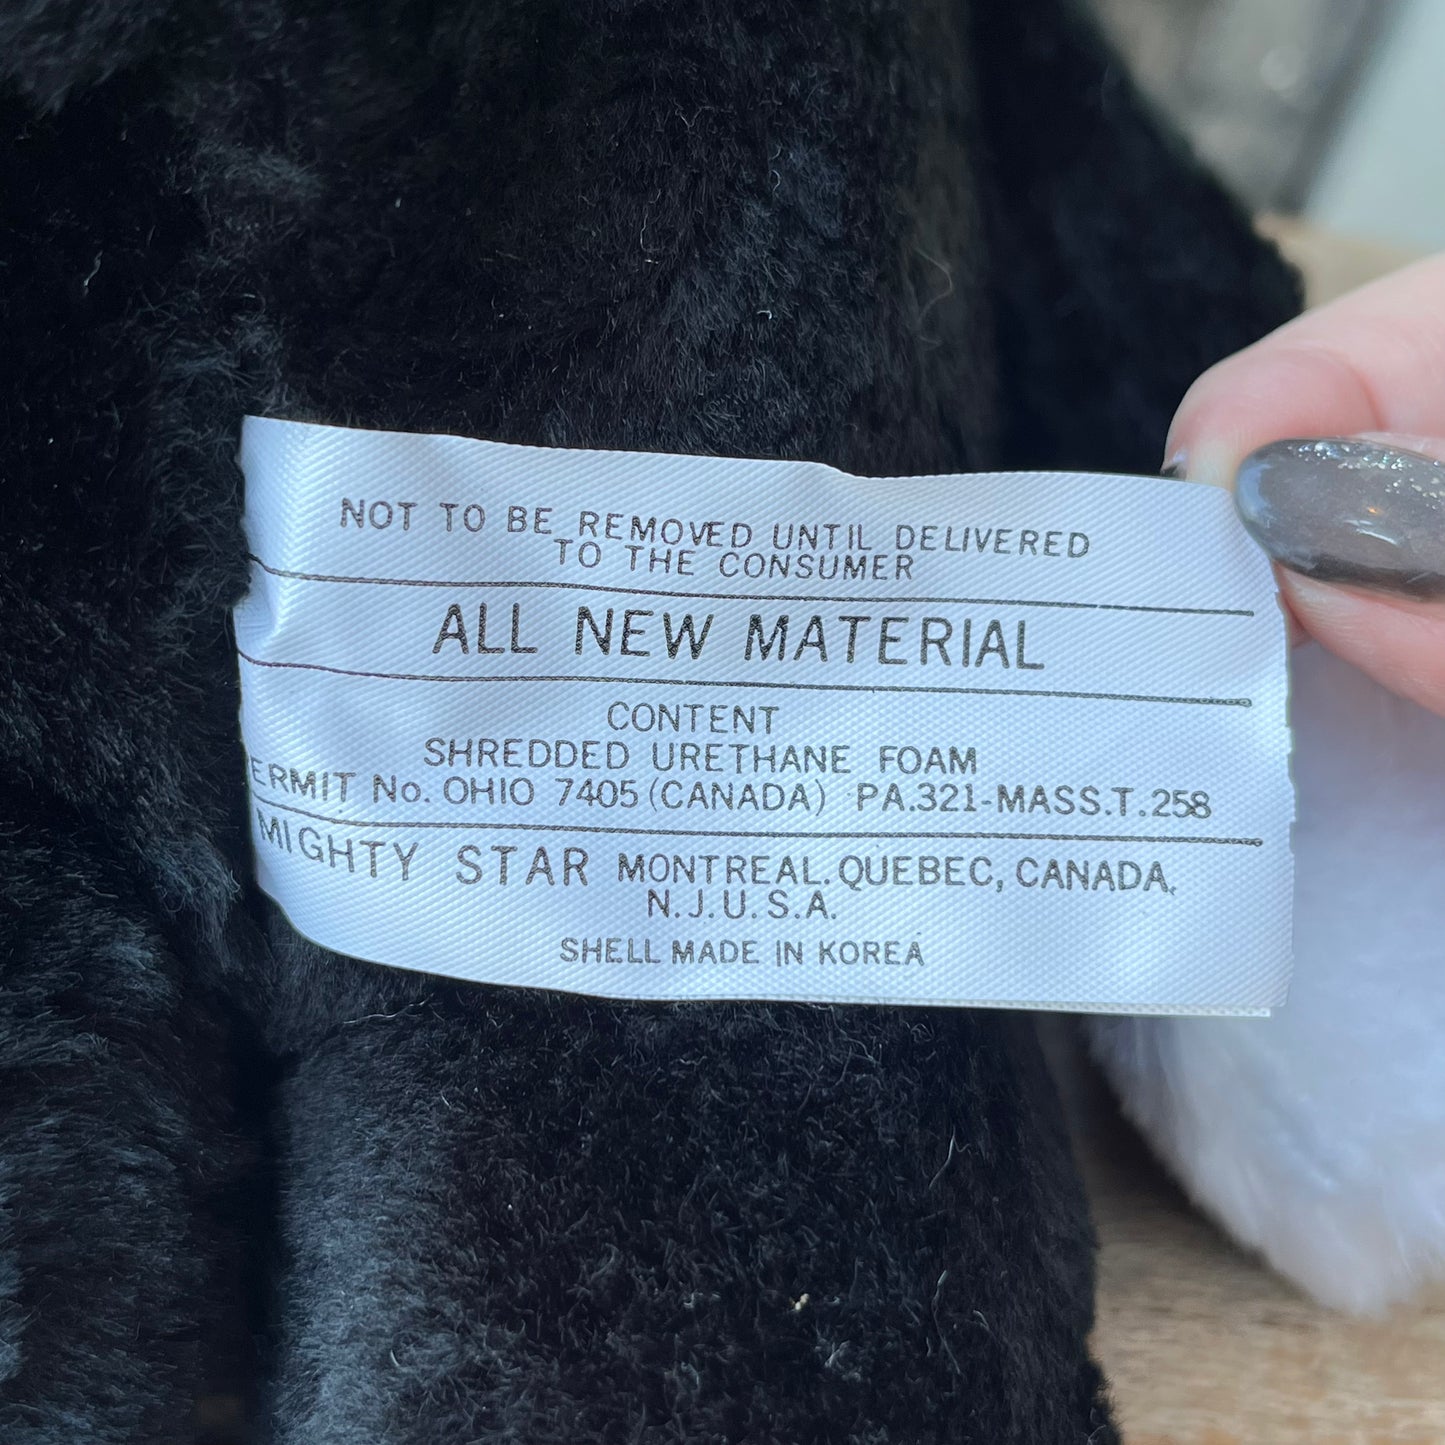 NOT TO BE REMOVED UNTIL DELIVERED
TO THE CONSUMER
ALL NEW MATERIAL
CONTENT
SHREDDED URETHANE FOAM
ERMIT No. OHIO 7405 (CANADA) PA.321-MASS.T.258
MIGHTY STAR MONTREAL. QUEBEC, CANADA,
N.J.U.S.A.
SHELL MADE IN KOREA